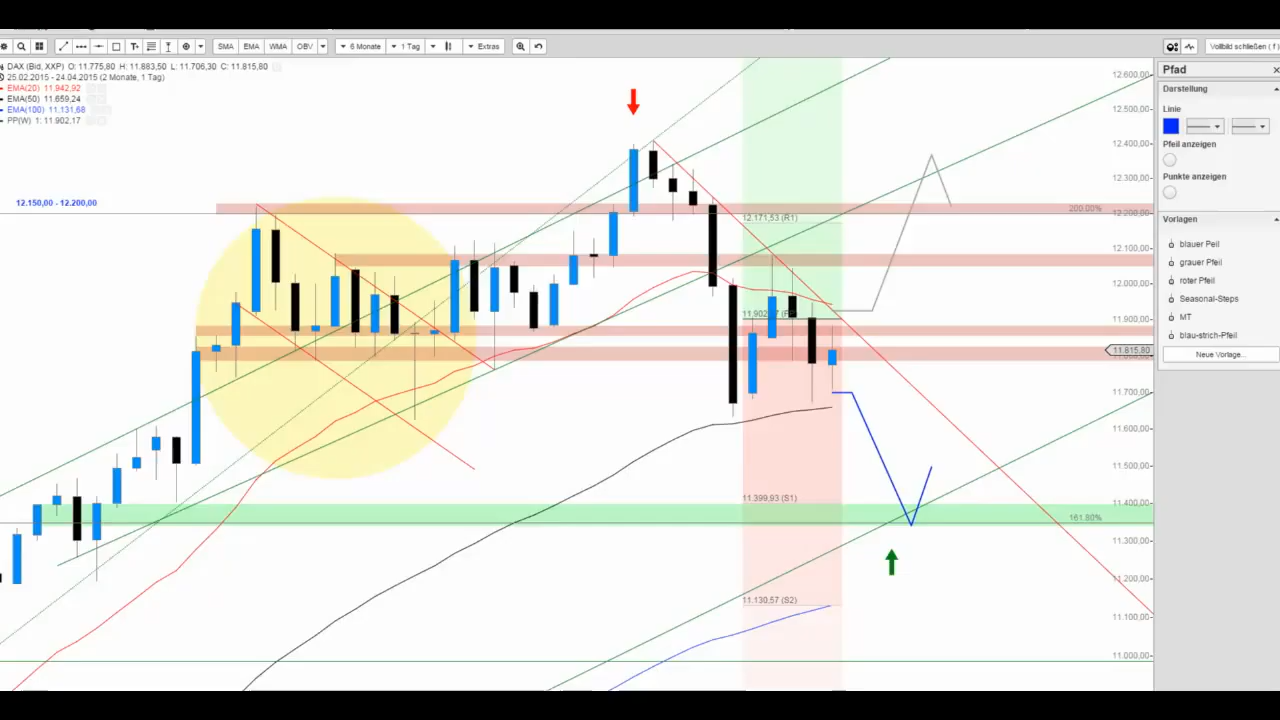 SMA EMA WMA OBV 6 Monate 1 Tag Extras Vollbild schließen ( f )
DAX (Bid, XXP) O: 11.775,80 H: 11.883,50 L: 11.706,30 C: 11.815,80
25.02.2015 - 24.04.2015 (2 Monate, 1 Tag)
EMA(20) 11.942,92
EMA(50) 11.659,24
EMA(100) 11.131,68
PP(W) 1: 11.902.17
12.150,00 - 12.200,00
200.00%
12.171,53 (R1)
161.80%
11.399,93 (S1)
11.130,57 (S2)
12.600,00
12.500,00
12.400,00
12.300,00
12.200,00
12.100,00
12.000,00
11.900,00
11.815,80
11.700,00
11.600,00
11.500,00
11.400,00
11.300,00
11.200,00
11.100,00
11.000,00
Pfad
Darstellung
Linie
Pfeil anzeigen
Punkte anzeigen
Vorlagen
blauer Peil
grauer Pfeil
roter Pfeil
Seasonal-Steps
MT
blau-strich-Pfeil
Neue Vorlage...